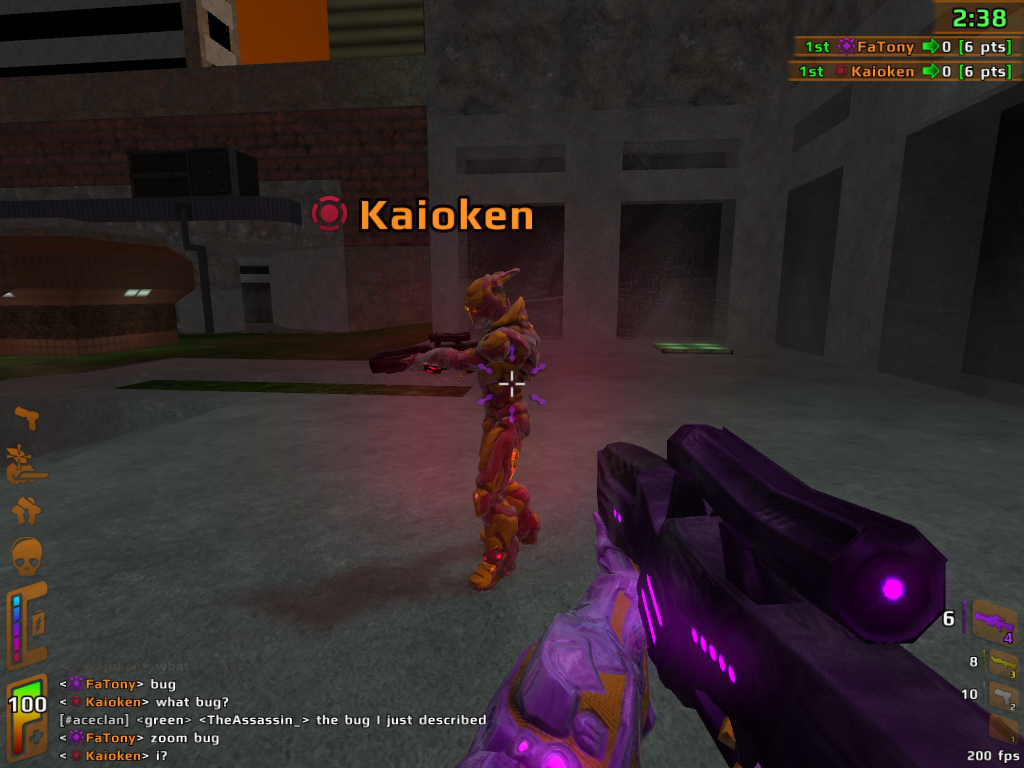 2:38
1st FaTony 0 [6 pts]
1st Kaioken 0 [6 pts]
Kaioken
6
4
8
3
10
2
1
<Kaioken> what
<FaTony> bug
<Kaioken> what bug?
[#aceclan] <green> <TheAssassin_> the bug I just described
<FaTony> zoom bug
<Kaioken> i?
100
200 fps